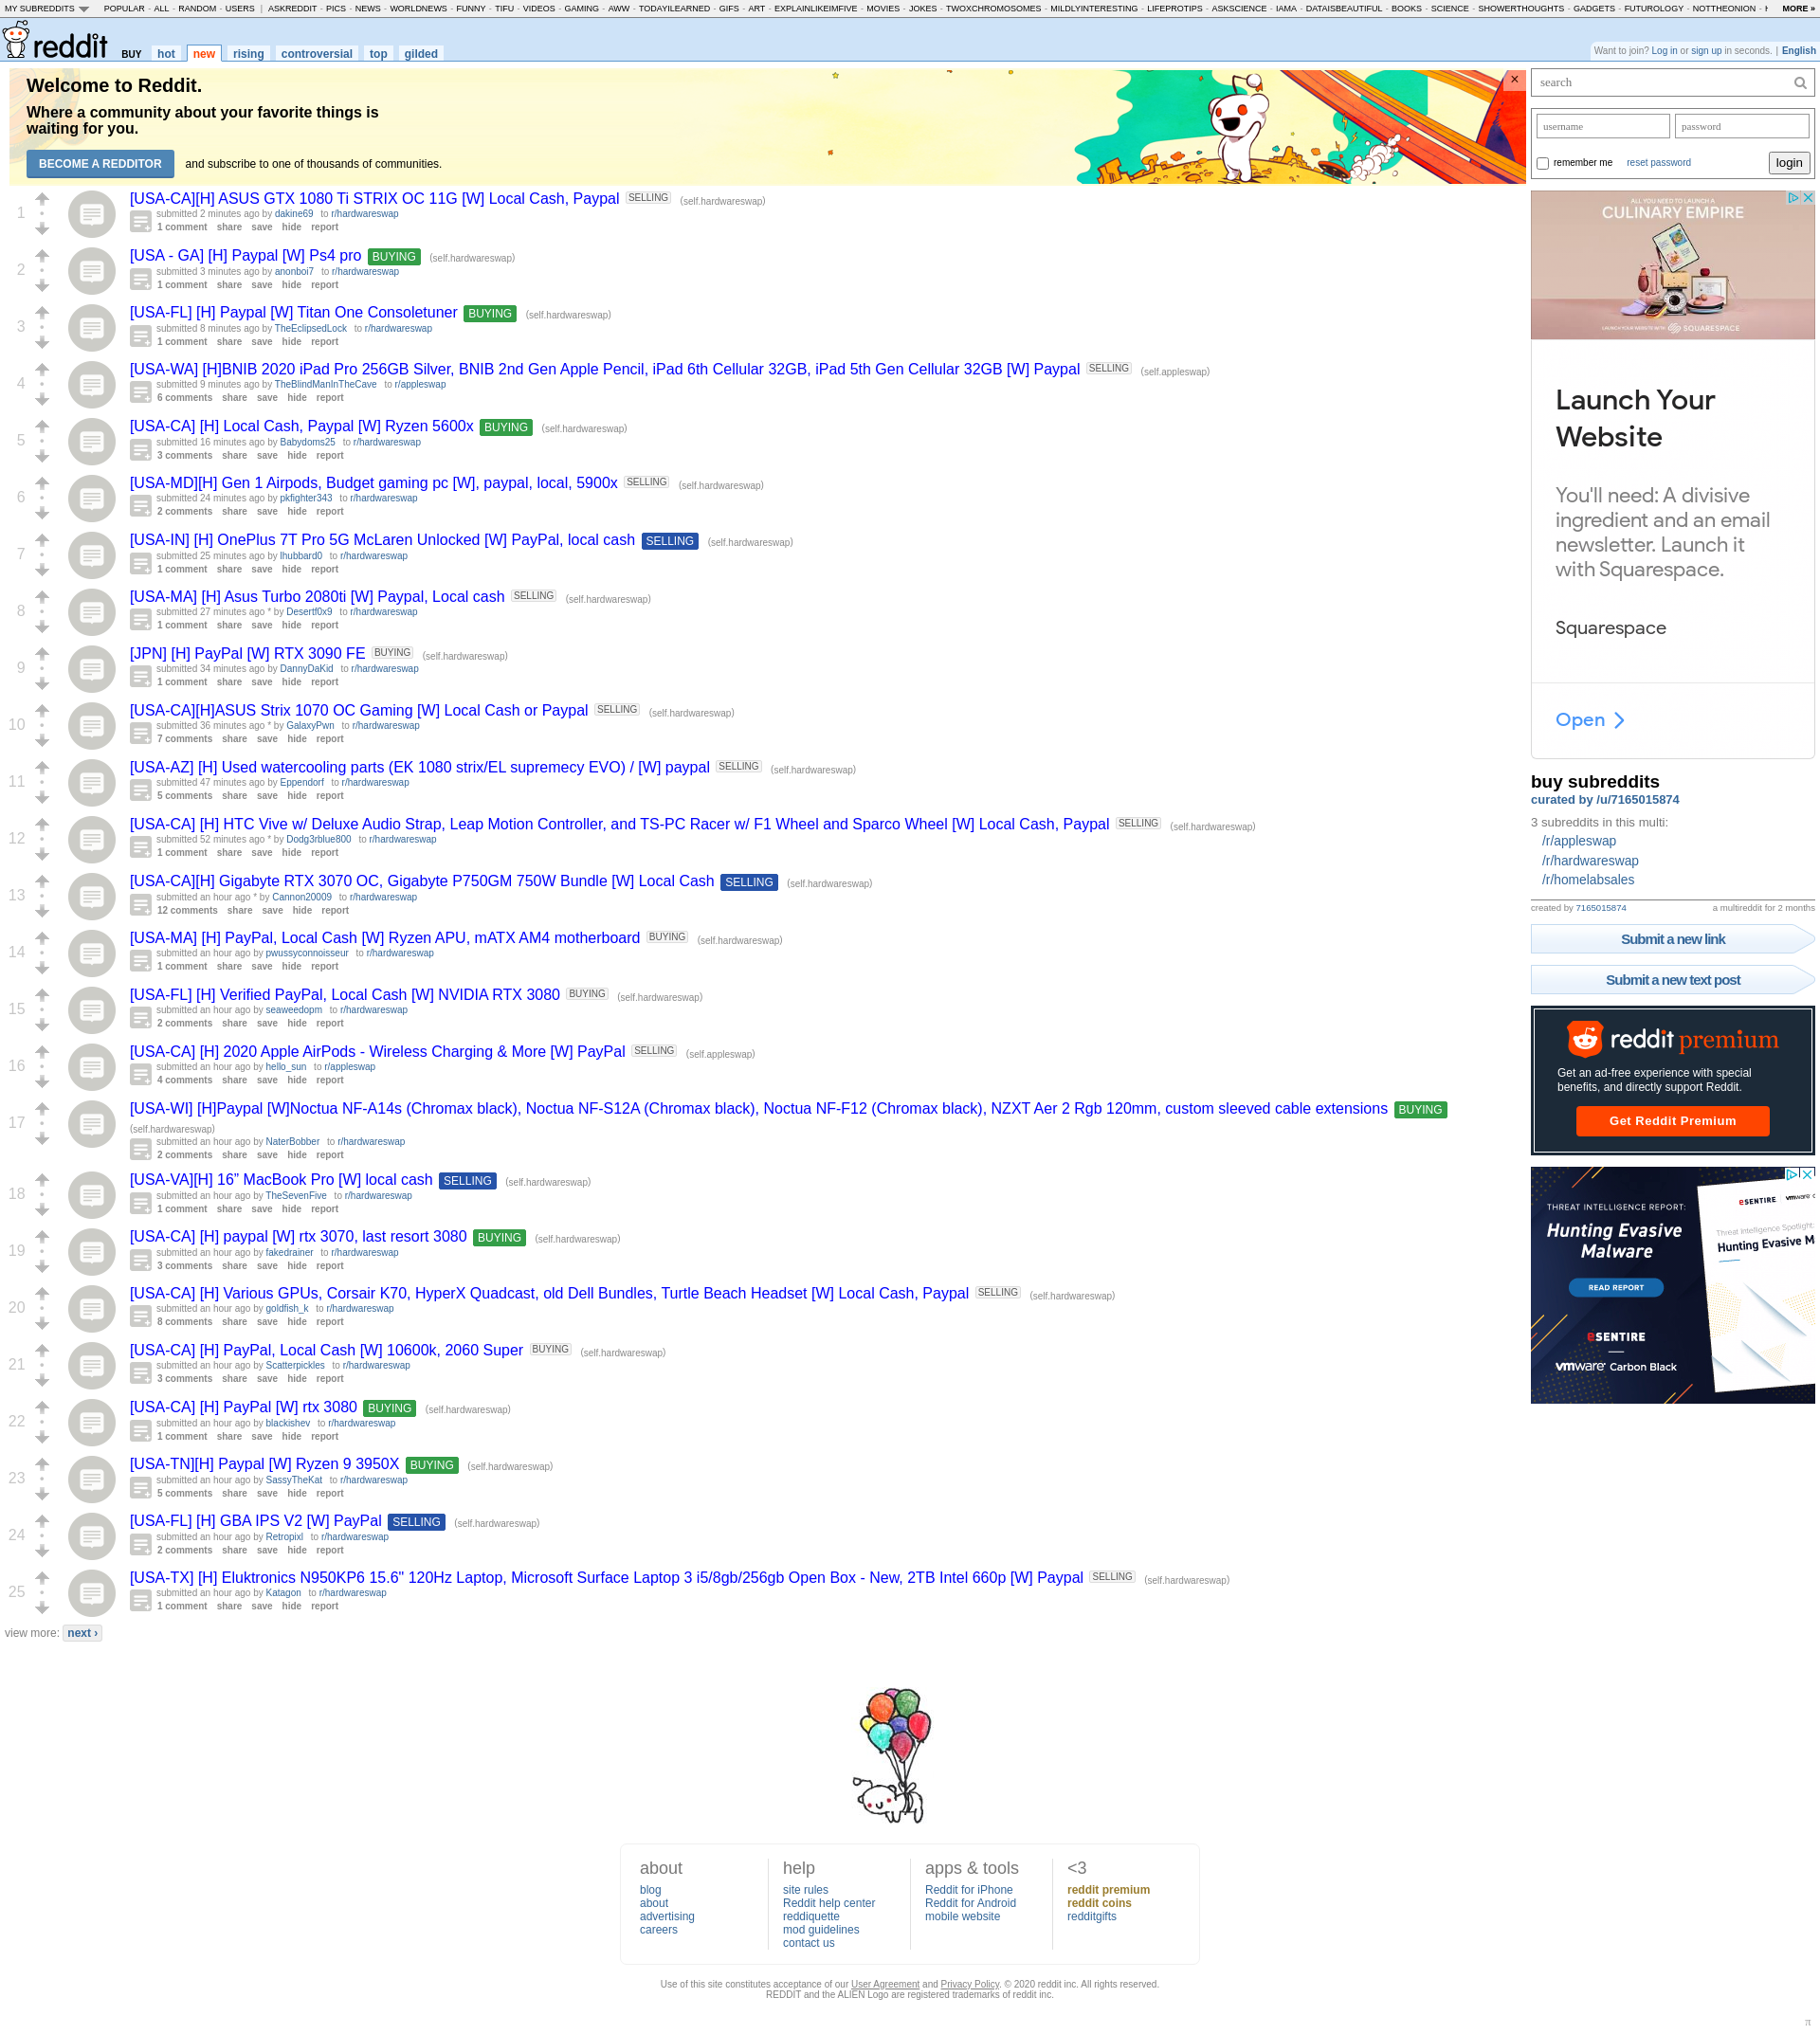 MY SUBREDDITS POPULAR - ALL - RANDOM - USERS | ASKREDDIT - PICS - NEWS - WORLDNEWS - FUNNY - TIFU - VIDEOS - GAMING - AWW - TODAYILEARNED - GIFS - ART - EXPLAINLIKEIMFIVE - MOVIES - JOKES - TWOXCHROMOSOMES - MILDLYINTERESTING - LIFEPROTIPS - ASKSCIENCE - IAMA - DATAISBEAUTIFUL - BOOKS - SCIENCE - SHOWERTHOUGHTS - GADGETS - FUTUROLOGY - NOTTHEONION - MORE »
reddit BUY hot new rising controversial top gilded
Want to join? Log in or sign up in seconds. | English
Welcome to Reddit.
Where a community about your favorite things is
waiting for you.
BECOME A REDDITOR and subscribe to one of thousands of communities.
1
[USA-CA][H] ASUS GTX 1080 Ti STRIX OC 11G [W] Local Cash, Paypal SELLING (self.hardwareswap)
submitted 2 minutes ago by dakine69 to r/hardwareswap
1 comment share save hide report
2
[USA - GA] [H] Paypal [W] Ps4 pro BUYING (self.hardwareswap)
submitted 3 minutes ago by anonboi7 to r/hardwareswap
1 comment share save hide report
3
[USA-FL] [H] Paypal [W] Titan One Consoletuner BUYING (self.hardwareswap)
submitted 8 minutes ago by TheEclipsedLock to r/hardwareswap
1 comment share save hide report
4
[USA-WA] [H]BNIB 2020 iPad Pro 256GB Silver, BNIB 2nd Gen Apple Pencil, iPad 6th Cellular 32GB, iPad 5th Gen Cellular 32GB [W] Paypal SELLING (self.appleswap)
submitted 9 minutes ago by TheBlindManInTheCave to r/appleswap
6 comments share save hide report
5
[USA-CA] [H] Local Cash, Paypal [W] Ryzen 5600x BUYING (self.hardwareswap)
submitted 16 minutes ago by Babydoms25 to r/hardwareswap
3 comments share save hide report
6
[USA-MD][H] Gen 1 Airpods, Budget gaming pc [W], paypal, local, 5900x SELLING (self.hardwareswap)
submitted 24 minutes ago by pkfighter343 to r/hardwareswap
2 comments share save hide report
7
[USA-IN] [H] OnePlus 7T Pro 5G McLaren Unlocked [W] PayPal, local cash SELLING (self.hardwareswap)
submitted 25 minutes ago by lhubbard0 to r/hardwareswap
1 comment share save hide report
8
[USA-MA] [H] Asus Turbo 2080ti [W] Paypal, Local cash SELLING (self.hardwareswap)
submitted 27 minutes ago * by Desertf0x9 to r/hardwareswap
1 comment share save hide report
9
[JPN] [H] PayPal [W] RTX 3090 FE BUYING (self.hardwareswap)
submitted 34 minutes ago by DannyDaKid to r/hardwareswap
1 comment share save hide report
10
[USA-CA][H]ASUS Strix 1070 OC Gaming [W] Local Cash or Paypal SELLING (self.hardwareswap)
submitted 36 minutes ago * by GalaxyPwn to r/hardwareswap
7 comments share save hide report
11
[USA-AZ] [H] Used watercooling parts (EK 1080 strix/EL supremecy EVO) / [W] paypal SELLING (self.hardwareswap)
submitted 47 minutes ago by Eppendorf to r/hardwareswap
5 comments share save hide report
12
[USA-CA] [H] HTC Vive w/ Deluxe Audio Strap, Leap Motion Controller, and TS-PC Racer w/ F1 Wheel and Sparco Wheel [W] Local Cash, Paypal SELLING (self.hardwareswap)
submitted 52 minutes ago * by Dodg3rblue800 to r/hardwareswap
1 comment share save hide report
13
[USA-CA][H] Gigabyte RTX 3070 OC, Gigabyte P750GM 750W Bundle [W] Local Cash SELLING (self.hardwareswap)
submitted an hour ago * by Cannon20009 to r/hardwareswap
12 comments share save hide report
14
[USA-MA] [H] PayPal, Local Cash [W] Ryzen APU, mATX AM4 motherboard BUYING (self.hardwareswap)
submitted an hour ago by pwussyconnoisseur to r/hardwareswap
1 comment share save hide report
15
[USA-FL] [H] Verified PayPal, Local Cash [W] NVIDIA RTX 3080 BUYING (self.hardwareswap)
submitted an hour ago by seaweedopm to r/hardwareswap
2 comments share save hide report
16
[USA-CA] [H] 2020 Apple AirPods - Wireless Charging & More [W] PayPal SELLING (self.appleswap)
submitted an hour ago by hello_sun to r/appleswap
4 comments share save hide report
17
[USA-WI] [H]Paypal [W]Noctua NF-A14s (Chromax black), Noctua NF-S12A (Chromax black), Noctua NF-F12 (Chromax black), NZXT Aer 2 Rgb 120mm, custom sleeved cable extensions BUYING
(self.hardwareswap)
submitted an hour ago by NaterBobber to r/hardwareswap
2 comments share save hide report
18
[USA-VA][H] 16” MacBook Pro [W] local cash SELLING (self.hardwareswap)
submitted an hour ago by TheSevenFive to r/hardwareswap
1 comment share save hide report
19
[USA-CA] [H] paypal [W] rtx 3070, last resort 3080 BUYING (self.hardwareswap)
submitted an hour ago by fakedrainer to r/hardwareswap
3 comments share save hide report
20
[USA-CA] [H] Various GPUs, Corsair K70, HyperX Quadcast, old Dell Bundles, Turtle Beach Headset [W] Local Cash, Paypal SELLING (self.hardwareswap)
submitted an hour ago by goldfish_k to r/hardwareswap
8 comments share save hide report
21
[USA-CA] [H] PayPal, Local Cash [W] 10600k, 2060 Super BUYING (self.hardwareswap)
submitted an hour ago by Scatterpickles to r/hardwareswap
3 comments share save hide report
22
[USA-CA] [H] PayPal [W] rtx 3080 BUYING (self.hardwareswap)
submitted an hour ago by blackishev to r/hardwareswap
1 comment share save hide report
23
[USA-TN][H] Paypal [W] Ryzen 9 3950X BUYING (self.hardwareswap)
submitted an hour ago by SassyTheKat to r/hardwareswap
5 comments share save hide report
24
[USA-FL] [H] GBA IPS V2 [W] PayPal SELLING (self.hardwareswap)
submitted an hour ago by Retropixl to r/hardwareswap
2 comments share save hide report
25
[USA-TX] [H] Eluktronics N950KP6 15.6" 120Hz Laptop, Microsoft Surface Laptop 3 i5/8gb/256gb Open Box - New, 2TB Intel 660p [W] Paypal SELLING (self.hardwareswap)
submitted an hour ago by Katagon to r/hardwareswap
1 comment share save hide report
view more: next ›
search
username password
remember me reset password login
ALL YOU NEED TO LAUNCH A
CULINARY EMPIRE
LAUNCH YOUR WEBSITE WITH SQUARESPACE
Launch Your
Website
You'll need: A divisive
ingredient and an email
newsletter. Launch it
with Squarespace.
Squarespace
Open
buy subreddits
curated by /u/7165015874
3 subreddits in this multi:
/r/appleswap
/r/hardwareswap
/r/homelabsales
created by 7165015874 a multireddit for 2 months
Submit a new link
Submit a new text post
reddit premium
Get an ad-free experience with special
benefits, and directly support Reddit.
Get Reddit Premium
THREAT INTELLIGENCE REPORT:
Hunting Evasive
Malware
READ REPORT
eSENTIRE
vmware Carbon Black
eSENTIRE vmware
Threat Intelligence Spotlight:
Hunting Evasive M
about
blog
about
advertising
careers
help
site rules
Reddit help center
reddiquette
mod guidelines
contact us
apps & tools
Reddit for iPhone
Reddit for Android
mobile website
<3
reddit premium
reddit coins
redditgifts
Use of this site constitutes acceptance of our User Agreement and Privacy Policy. © 2020 reddit inc. All rights reserved.
REDDIT and the ALIEN Logo are registered trademarks of reddit inc.
π